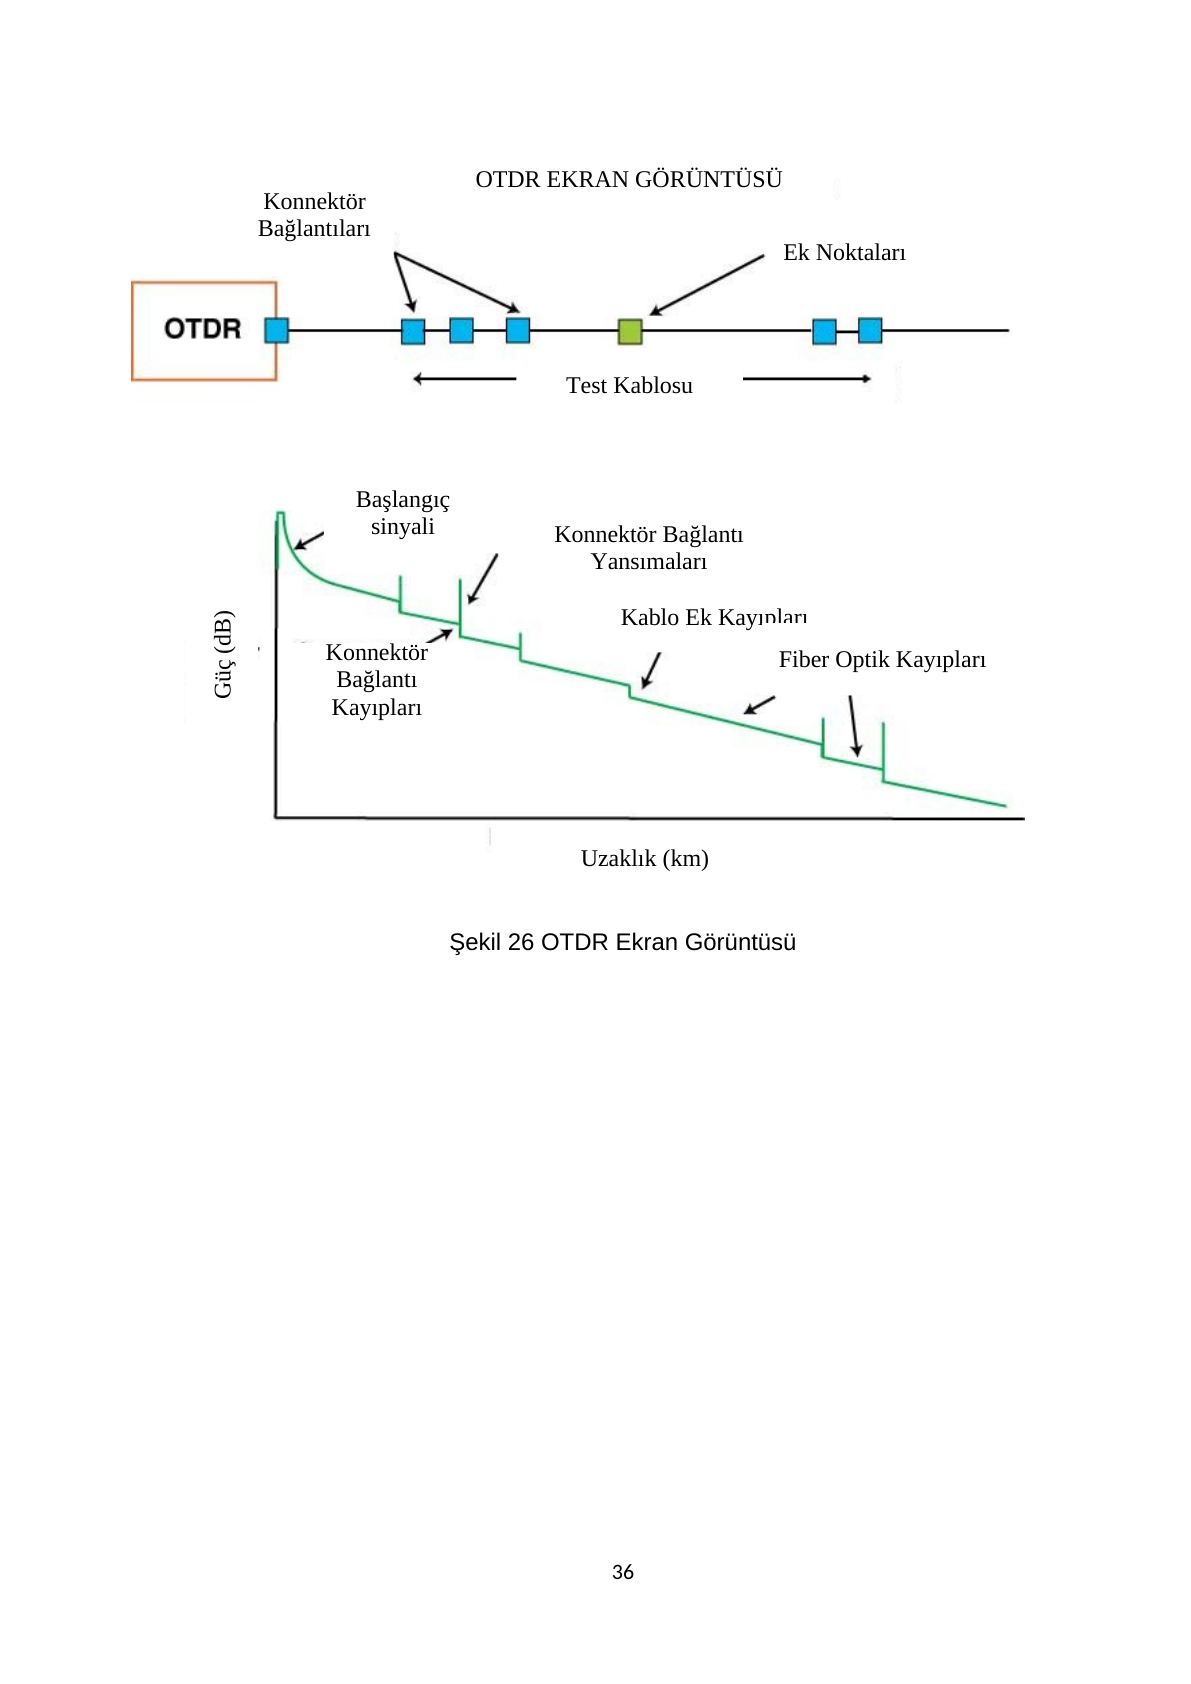 OTDR EKRAN GÖRÜNTÜSÜ
Konnektör
Bağlantıları
Ek Noktaları
OTDR
Test Kablosu
Başlangıç
sinyali
Konnektör Bağlantı
Yansımaları
Kablo Ek Kayıpları
Fiber Optik Kayıpları
Konnektör
Bağlantı
Kayıpları
Güç (dB)
Uzaklık (km)
Şekil 26 OTDR Ekran Görüntüsü
36